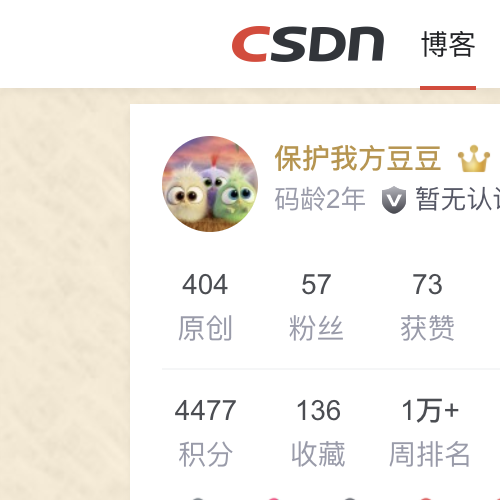 CSDN 博客
保护我方豆豆
码龄2年 暂无认
404 57 73
原创 粉丝 获赞
4477 136 1万+
积分 收藏 周排名